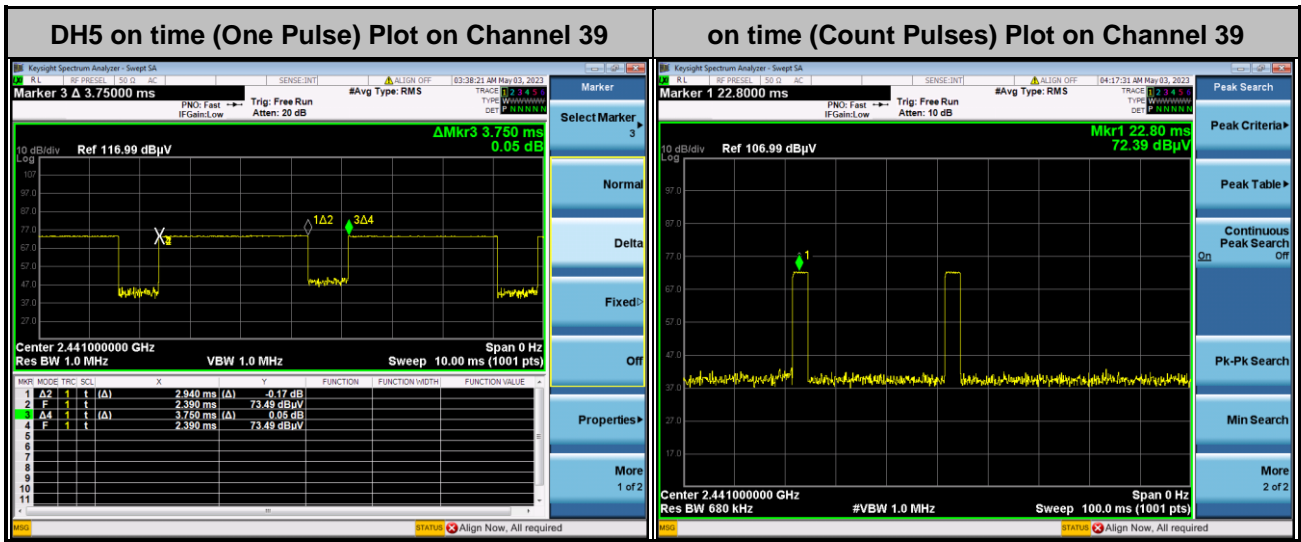 DH5 on time (One Pulse) Plot on Channel 39
on time (Count Pulses) Plot on Channel 39
Keysight Spectrum Analyzer - Swept SA
RL RF PRESEL 50 Ω AC SENSE:INT ALIGN OFF 03:38:21 AM May 03, 2023
Marker 3 Δ 3.75000 ms
#Avg Type: RMS
TRACE 1 2 3 4 5 6
TYPE WWWWWW
DET P N N N N N
PNO: Fast
IFGain:Low
Trig: Free Run
Atten: 20 dB
ΔMkr3 3.750 ms
0.05 dB
10 dB/div Ref 116.99 dBµV
Log
107
97.0
87.0
77.0
67.0
57.0
47.0
37.0
27.0
1Δ2
3Δ4
Center 2.441000000 GHz Span 0 Hz
Res BW 1.0 MHz VBW 1.0 MHz Sweep 10.00 ms (1001 pts)
MKR MODE TRC SCL X Y FUNCTION FUNCTION WIDTH FUNCTION VALUE
1 Δ2 1 t (Δ) 2.940 ms (Δ) -0.17 dB
2 F 1 t 2.390 ms 73.49 dBµV
3 Δ4 1 t (Δ) 3.750 ms (Δ) 0.05 dB
4 F 1 t 2.390 ms 73.49 dBµV
5
6
7
8
9
10
11
MSG STATUS Align Now, All required
Marker
Select Marker
3
Normal
Delta
Fixed
Off
Properties
More
1 of 2
Keysight Spectrum Analyzer - Swept SA
RL RF PRESEL 50 Ω AC SENSE:INT ALIGN OFF 04:17:31 AM May 03, 2023
Marker 1 22.8000 ms
#Avg Type: RMS
TRACE 1 2 3 4 5 6
TYPE WWWWWW
DET P N N N N N
PNO: Fast
IFGain:Low
Trig: Free Run
Atten: 10 dB
Mkr1 22.80 ms
72.39 dBµV
10 dB/div Ref 106.99 dBµV
Log
97.0
87.0
77.0
67.0
57.0
47.0
37.0
27.0
17.0
1
Center 2.441000000 GHz Span 0 Hz
Res BW 680 kHz #VBW 1.0 MHz Sweep 100.0 ms (1001 pts)
MSG STATUS Align Now, All required
Peak Search
Peak Criteria
Peak Table
Continuous
Peak Search
On Off
Pk-Pk Search
Min Search
More
2 of 2